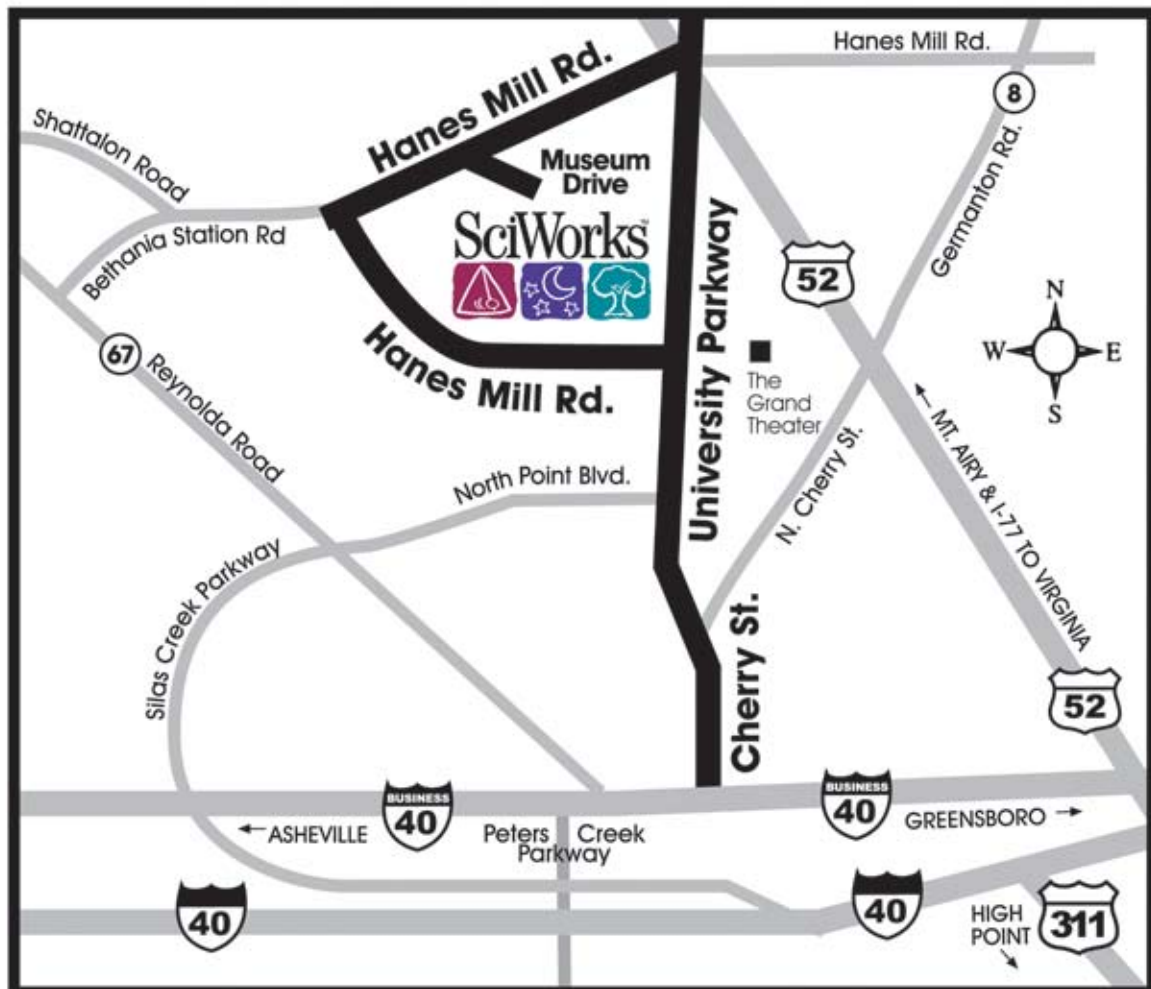 Hanes Mill Rd.
Hanes Mill Rd.
8
Shattalon Road
Museum
Drive
Germanton Rd.
Bethania Station Rd
SciWorks
University Parkway
52
N
W
E
S
67
Reynolda Road
Hanes Mill Rd.
The
Grand
Theater
MT. AIRY & I-77 TO VIRGINIA
N. Cherry St.
North Point Blvd.
Silas Creek Parkway
Cherry St.
52
BUSINESS
40
BUSINESS
40
ASHEVILLE
GREENSBORO
Peters Creek
Parkway
40
40
HIGH
POINT
311